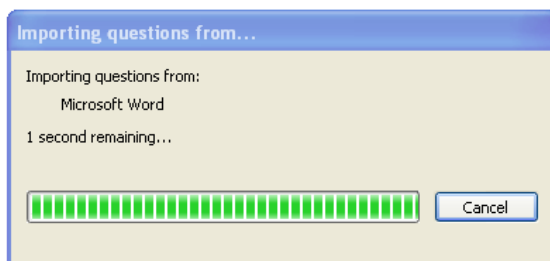 Importing questions from...
Importing questions from:
Microsoft Word
1 second remaining...
Cancel